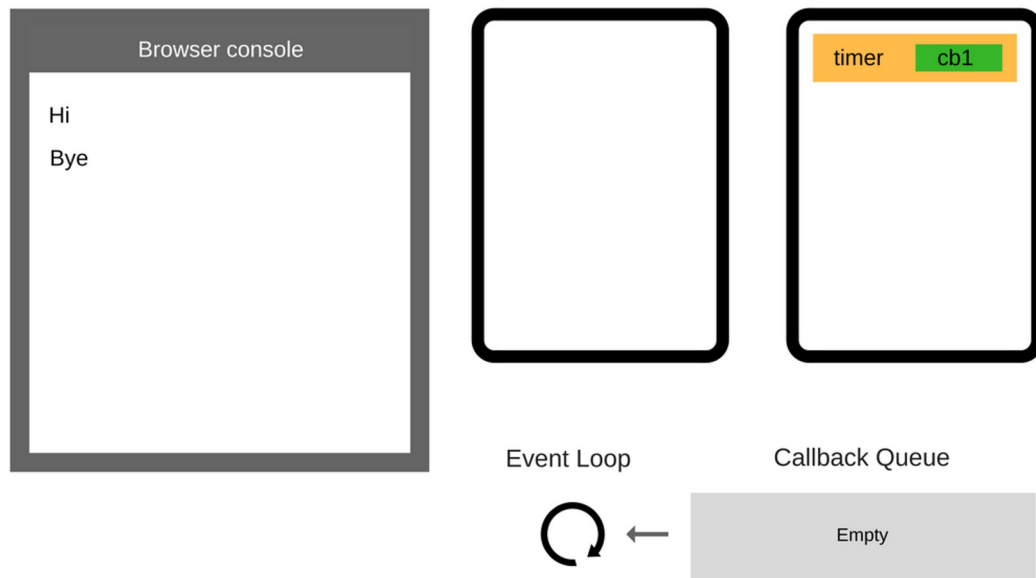 Browser console
Hi
Bye
timer
cb1
Event Loop
Callback Queue
Empty